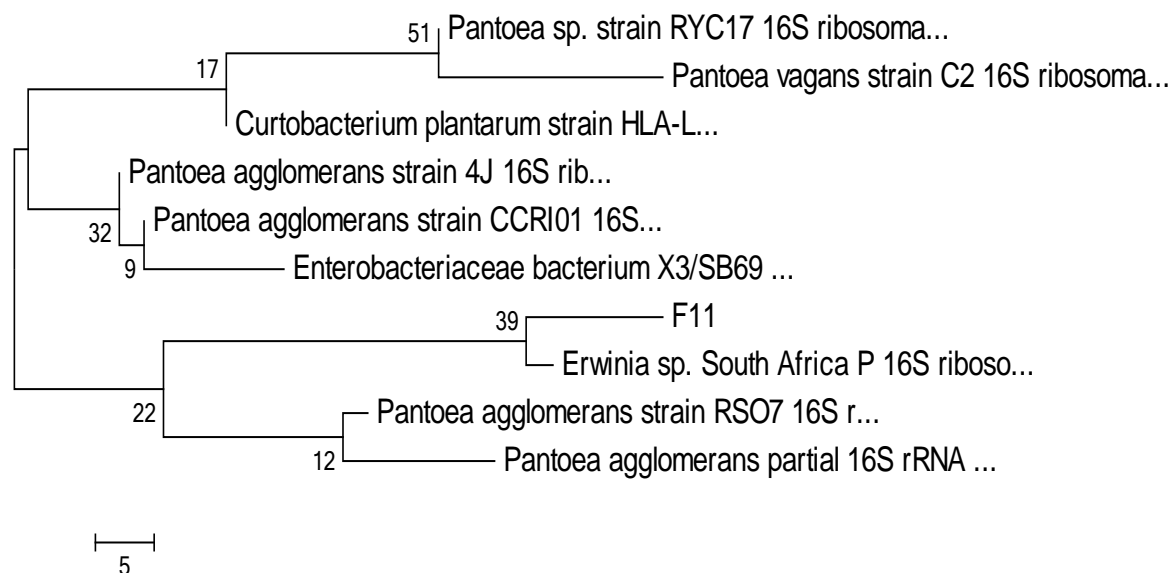 51
Pantoea sp. strain RYC17 16S ribosoma...
17
Pantoea vagans strain C2 16S ribosoma...
Curtobacterium plantarum strain HLA-L...
Pantoea agglomerans strain 4J 16S rib...
32
Pantoea agglomerans strain CCRI01 16S...
9
Enterobacteriaceae bacterium X3/SB69 ...
39
F11
Erwinia sp. South Africa P 16S riboso...
22
Pantoea agglomerans strain RSO7 16S r...
12
Pantoea agglomerans partial 16S rRNA ...
5